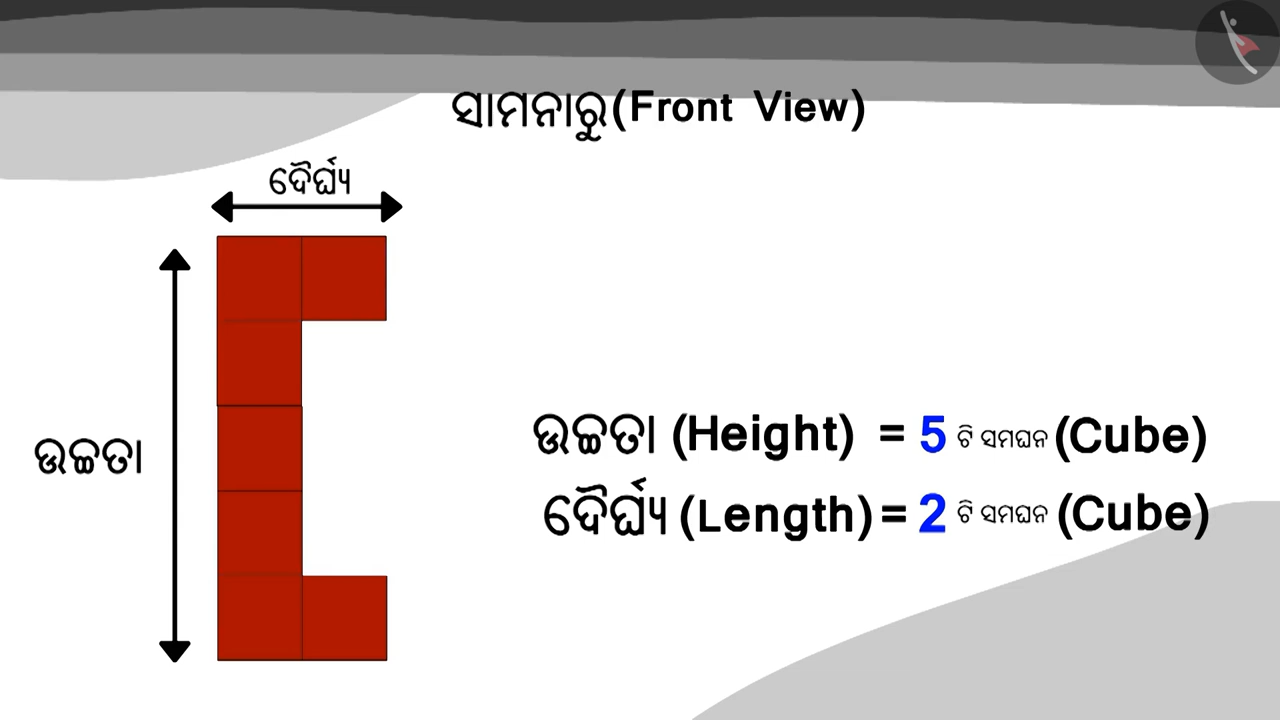 ସାମନାରୁ(Front View)
ଦୈର୍ଘ୍ୟ
ଉଚ୍ଚତା
ଉଚ୍ଚତା (Height) = 5 ଟି ସମଘନ (Cube)
ଦୈର୍ଘ୍ୟ (Length) = 2 ଟି ସମଘନ (Cube)